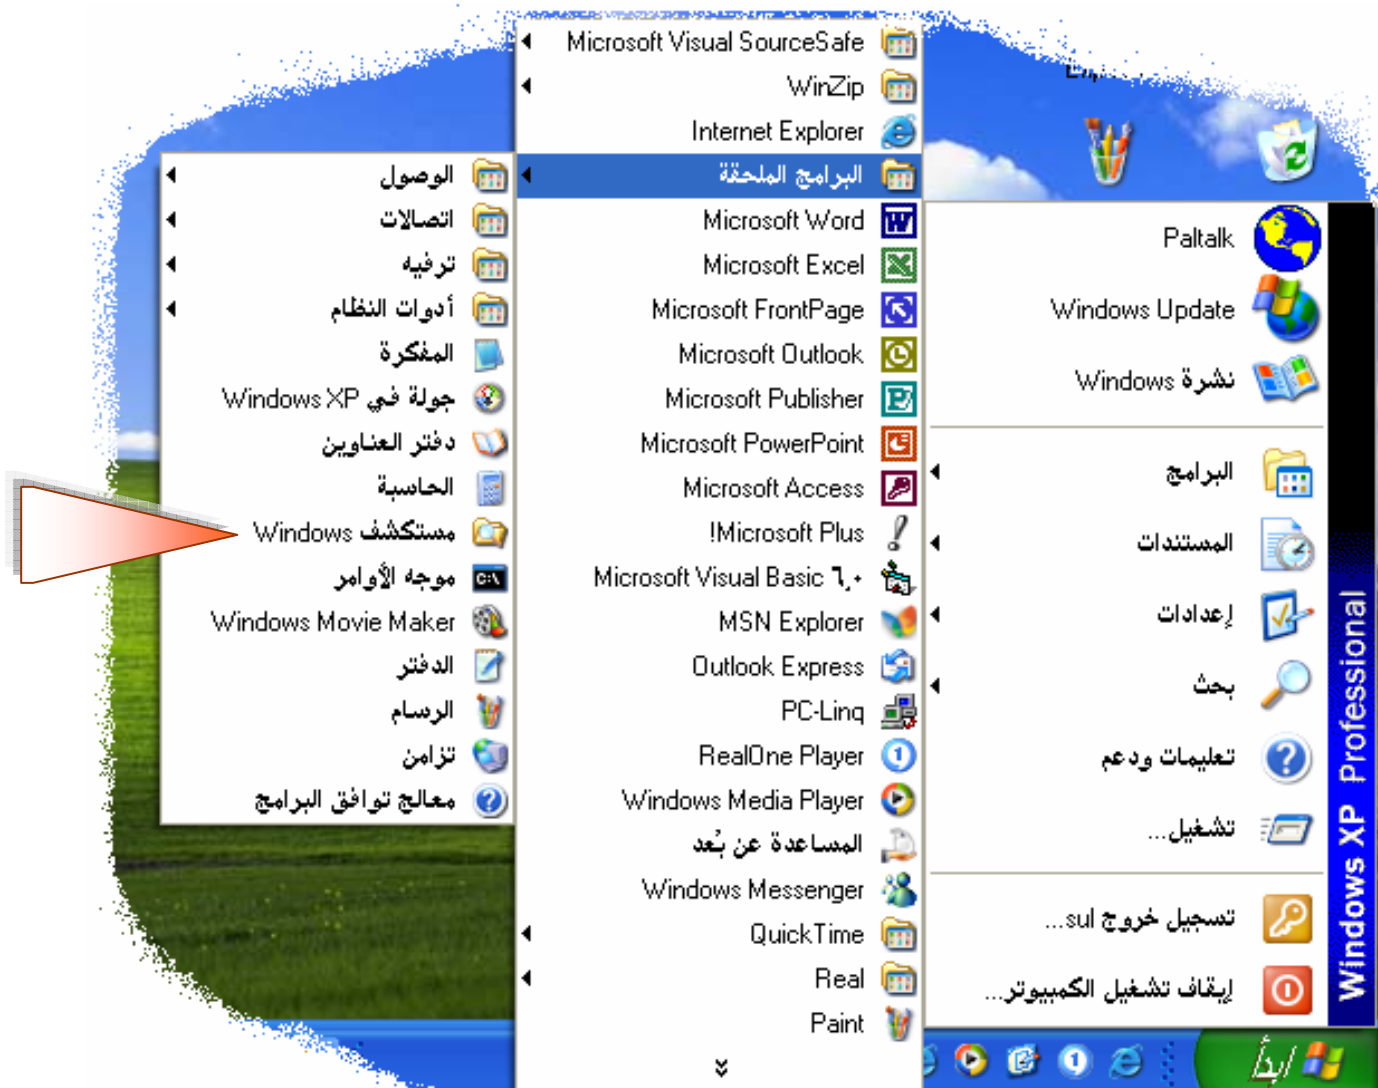 Microsoft Visual SourceSafe
WinZip
Internet Explorer
البرامج الملحقة
Microsoft Word
Microsoft Excel
Microsoft FrontPage
Microsoft Outlook
Microsoft Publisher
Microsoft PowerPoint
Microsoft Access
!Microsoft Plus
Microsoft Visual Basic ٦,٠
MSN Explorer
Outlook Express
PC-Linq
RealOne Player
Windows Media Player
المساعدة عن بُعد
Windows Messenger
QuickTime
Real
Paint
Paltalk
Windows Update
نشرة Windows
البرامج
المستندات
إعدادات
بحث
تعليمات ودعم
تشغيل...
تسجيل خروج sul...
إيقاف تشغيل الكمبيوتر...
Windows XP Professional
ابدأ
الوصول
اتصالات
ترفيه
أدوات النظام
المفكرة
جولة في Windows XP
دفتر العناوين
الحاسبة
مستكشف Windows
موجه الأوامر
Windows Movie Maker
الدفتر
الرسام
تزامن
معالج توافق البرامج